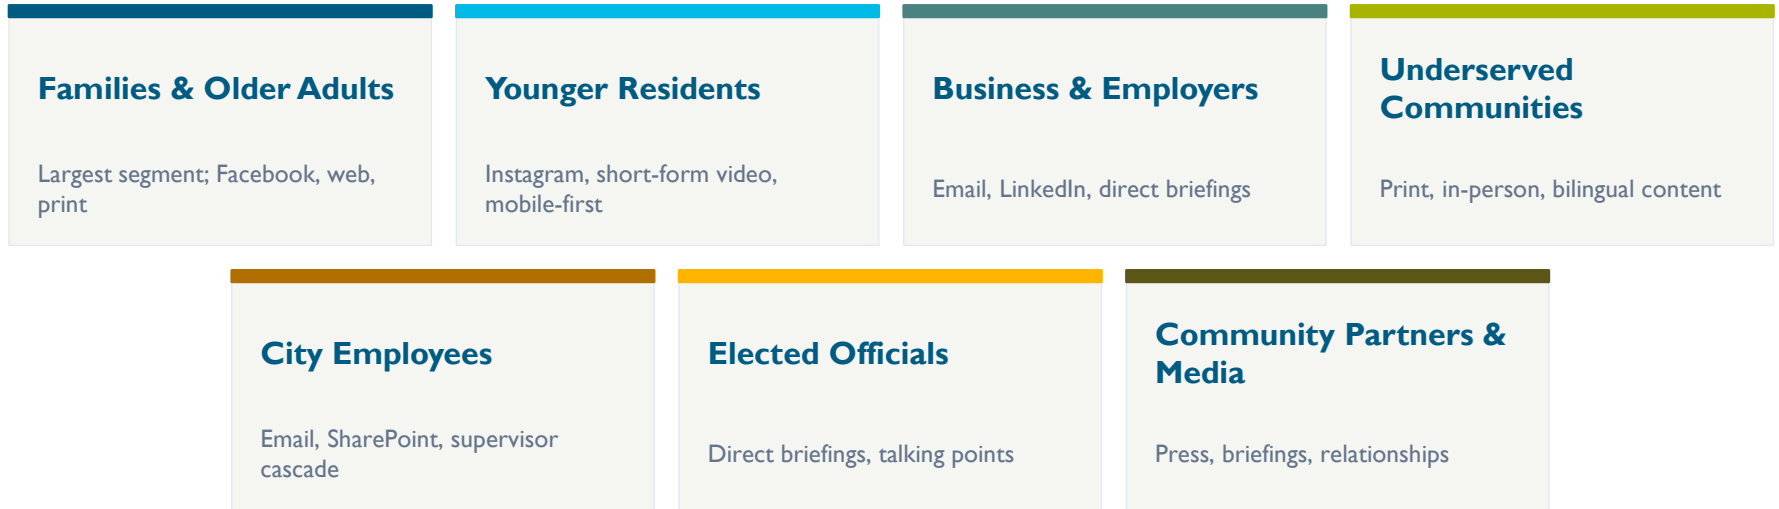 Families & Older Adults
Largest segment; Facebook, web,
print
Younger Residents
Instagram, short-form video,
mobile-first
Business & Employers
Email, LinkedIn, direct briefings
Underserved
Communities
Print, in-person, bilingual content
City Employees
Email, SharePoint, supervisor
cascade
Elected Officials
Direct briefings, talking points
Community Partners &
Media
Press, briefings, relationships